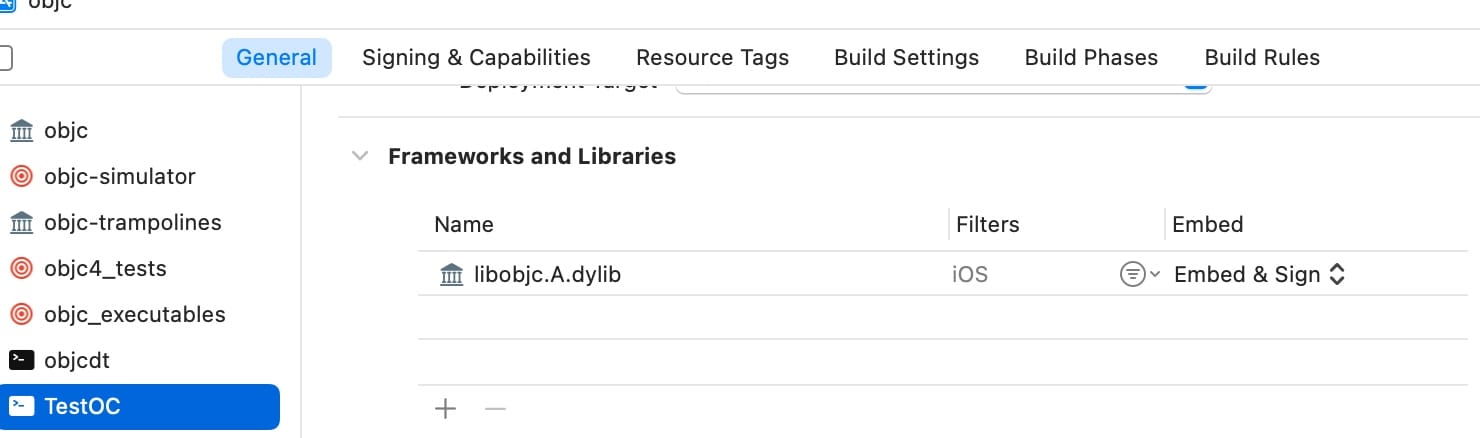 objc
General Signing & Capabilities Resource Tags Build Settings Build Phases Build Rules
Deployment Target
objc
objc-simulator
objc-trampolines
objc4_tests
objc_executables
objcdt
TestOC
Frameworks and Libraries
Name Filters Embed
libobjc.A.dylib iOS Embed & Sign